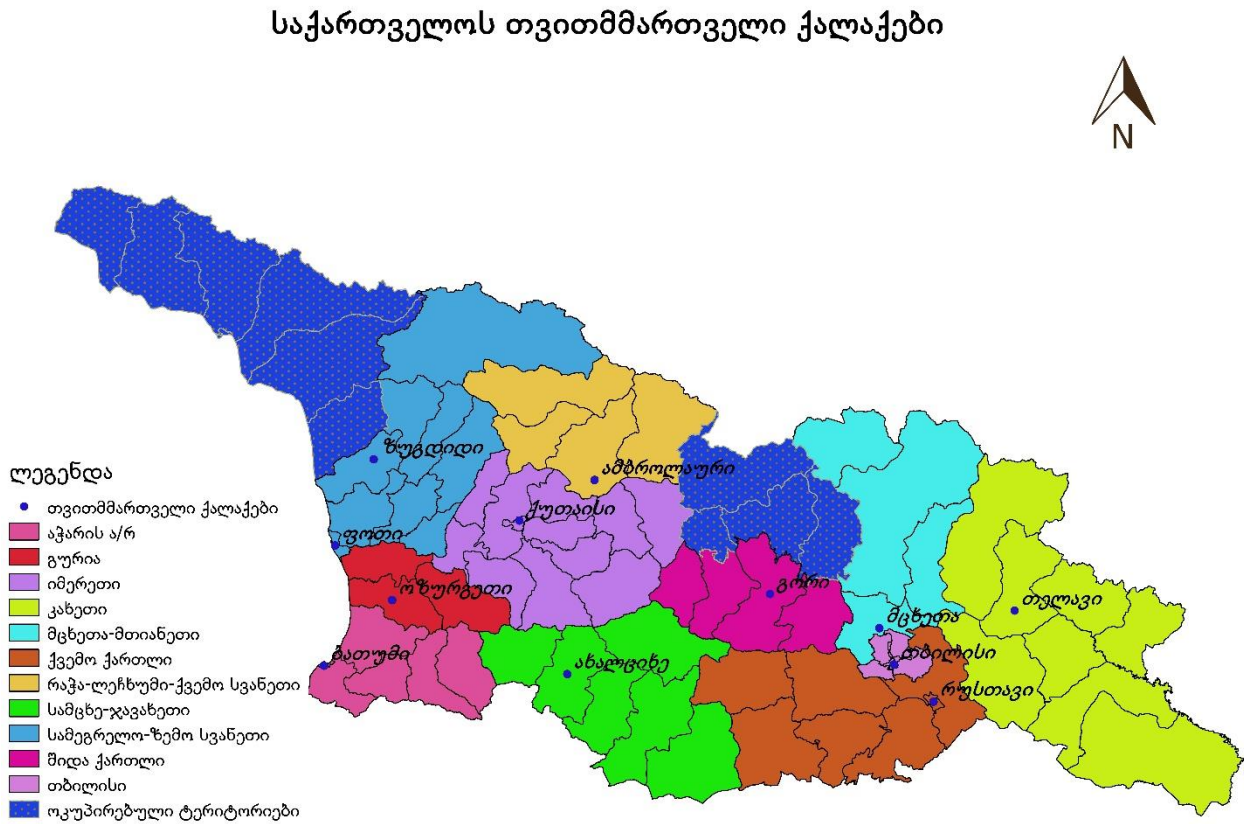 საქართველოს თვითმმართველი ქალაქები
N
ზუგდიდი
ამბროლაური
ქუთაისი
ფოთი
ოზურგეთი
გორი
თელავი
მცხეთა
ბათუმი
ახალციხე
თბილისი
რუსთავი
ლეგენდა
თვითმმართველი ქალაქები
აჭარის ა/რ
გურია
იმერეთი
კახეთი
მცხეთა-მთიანეთი
ქვემო ქართლი
რაჭა-ლეჩხუმი-ქვემო სვანეთი
სამცხე-ჯავახეთი
სამეგრელო-ზემო სვანეთი
შიდა ქართლი
თბილისი
ოკუპირებული ტერიტორიები